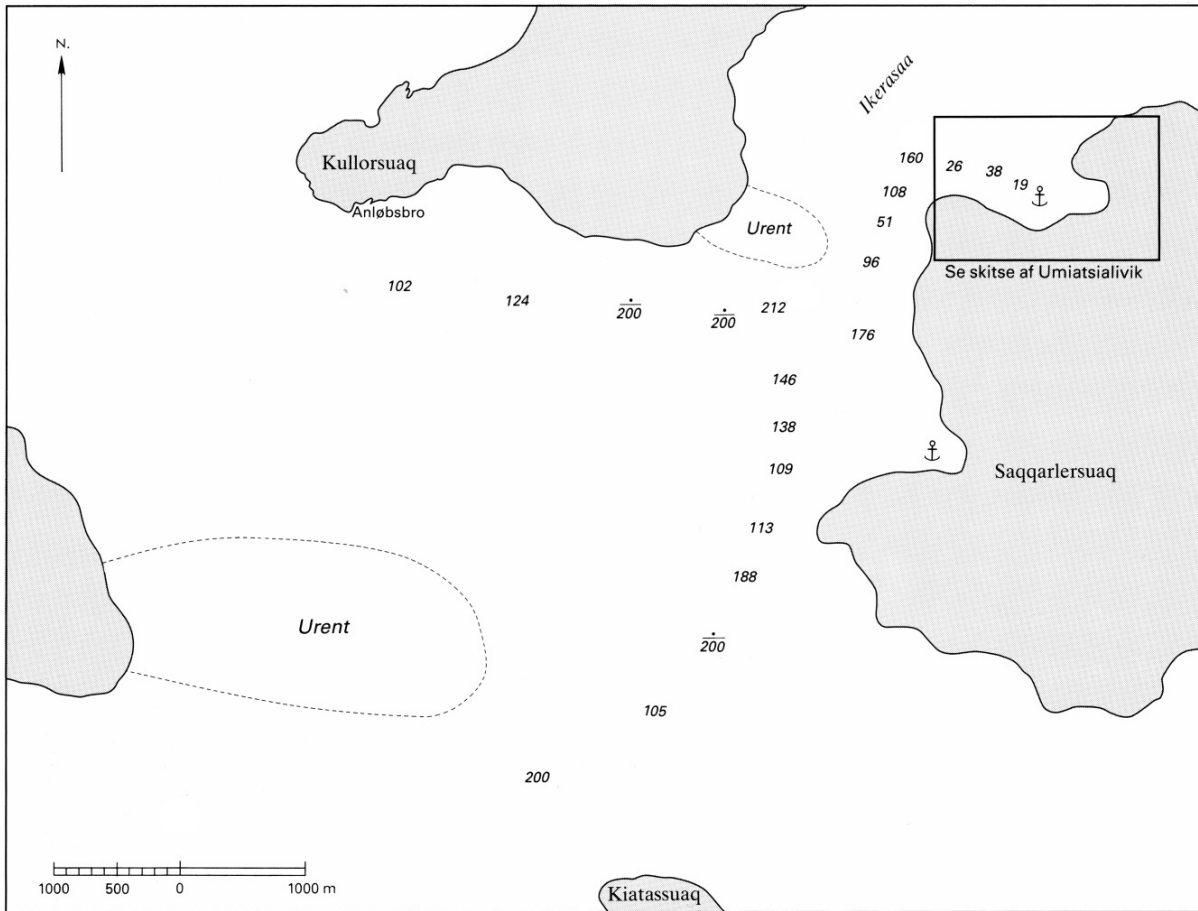 N.
Ikerasaa
Kullorsuaq
Anløbsbro
160
26
38
19
108
51
Urent
96
Se skitse af Umiatsialivik
102
124
200
200
212
176
146
138
109
Saqqarlersuaq
113
188
Urent
200
105
200
1000 500 0 1000 m
Kiatassuaq